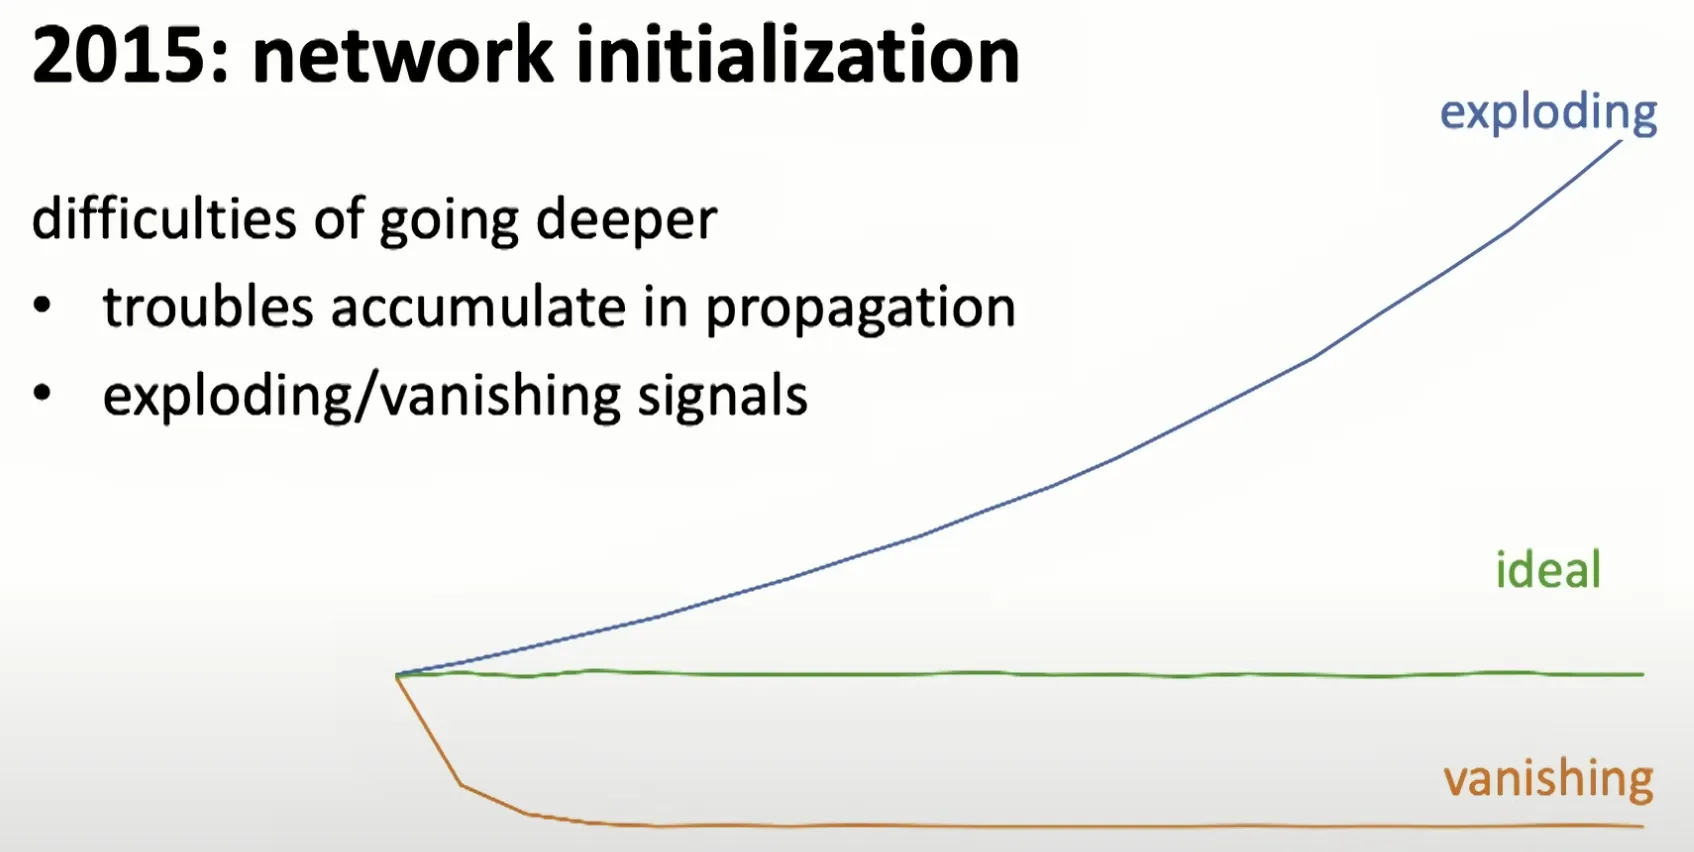 2015: network initialization
exploding
difficulties of going deeper
• troubles accumulate in propagation
• exploding/vanishing signals
ideal
vanishing